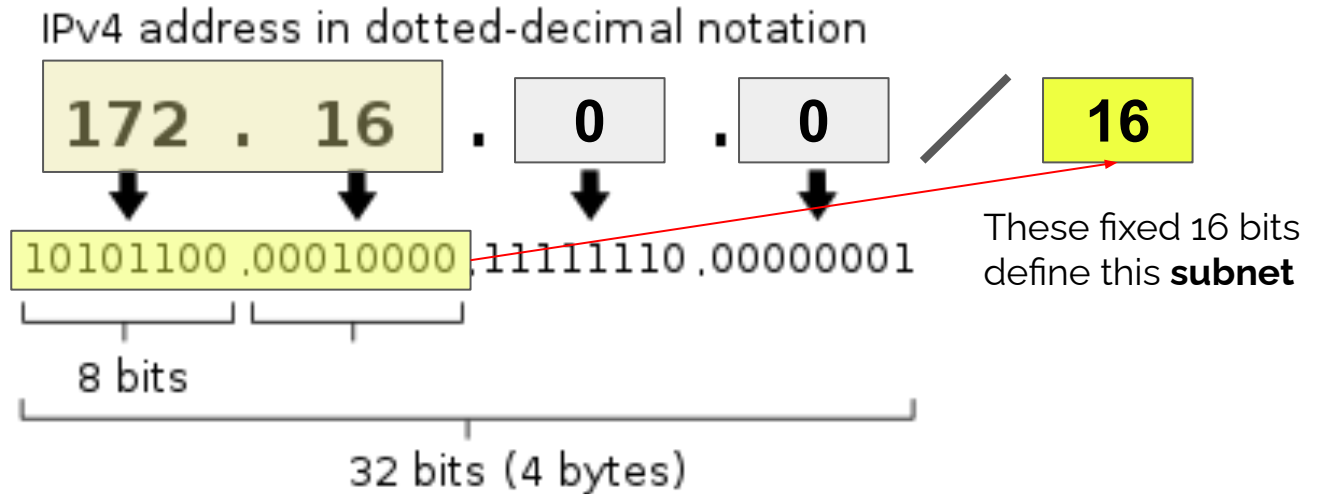 IPv4 address in dotted-decimal notation
172 . 16 . 0 . 0 / 16
10101100 .00010000 .11111110 .00000001
These fixed 16 bits
define this subnet
8 bits
32 bits (4 bytes)